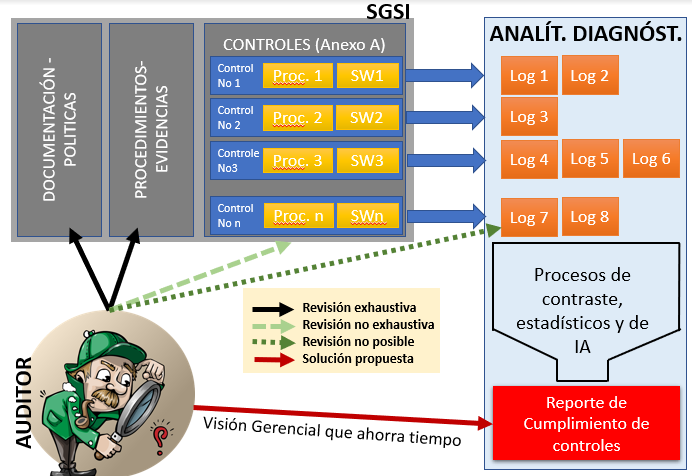 SGSI
DOCUMENTACIÓN -
POLITICAS
PROCEDIMIENTOS-
EVIDENCIAS
CONTROLES (Anexo A)
Control
No 1
Proc. 1
SW1
Control
No 2
Proc. 2
SW2
Controle
No3
Proc. 3
SW3
Control
No n
Proc. n
SWn
ANALÍT. DIAGNÓST.
Log 1
Log 2
Log 3
Log 4
Log 5
Log 6
Log 7
Log 8
Procesos de
contraste,
estadísticos y de
IA
Reporte de
Cumplimiento de
controles
Revisión exhaustiva
Revisión no exhaustiva
Revisión no posible
Solución propuesta
AUDITOR
?
Visión Gerencial que ahorra tiempo